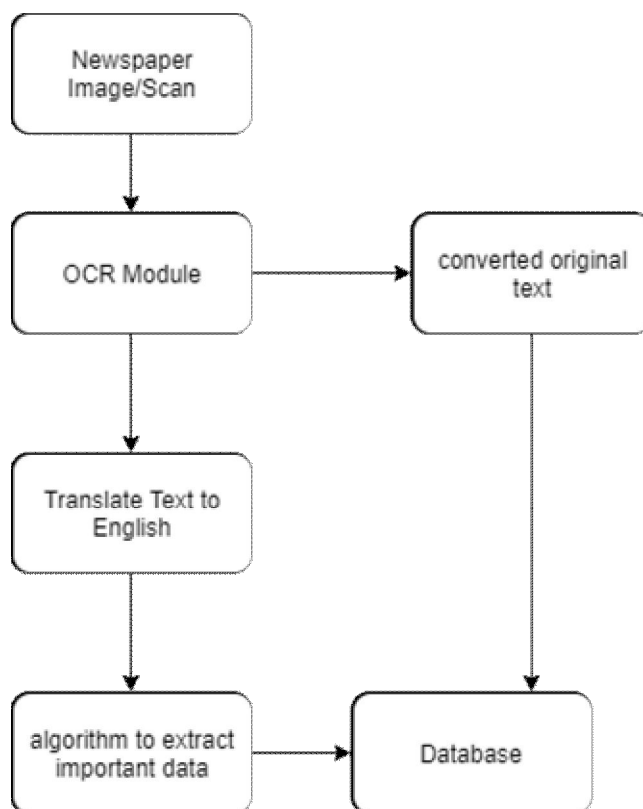 Newspaper
Image/Scan
OCR Module
converted original
text
Translate Text to
English
algorithm to extract
important data
Database